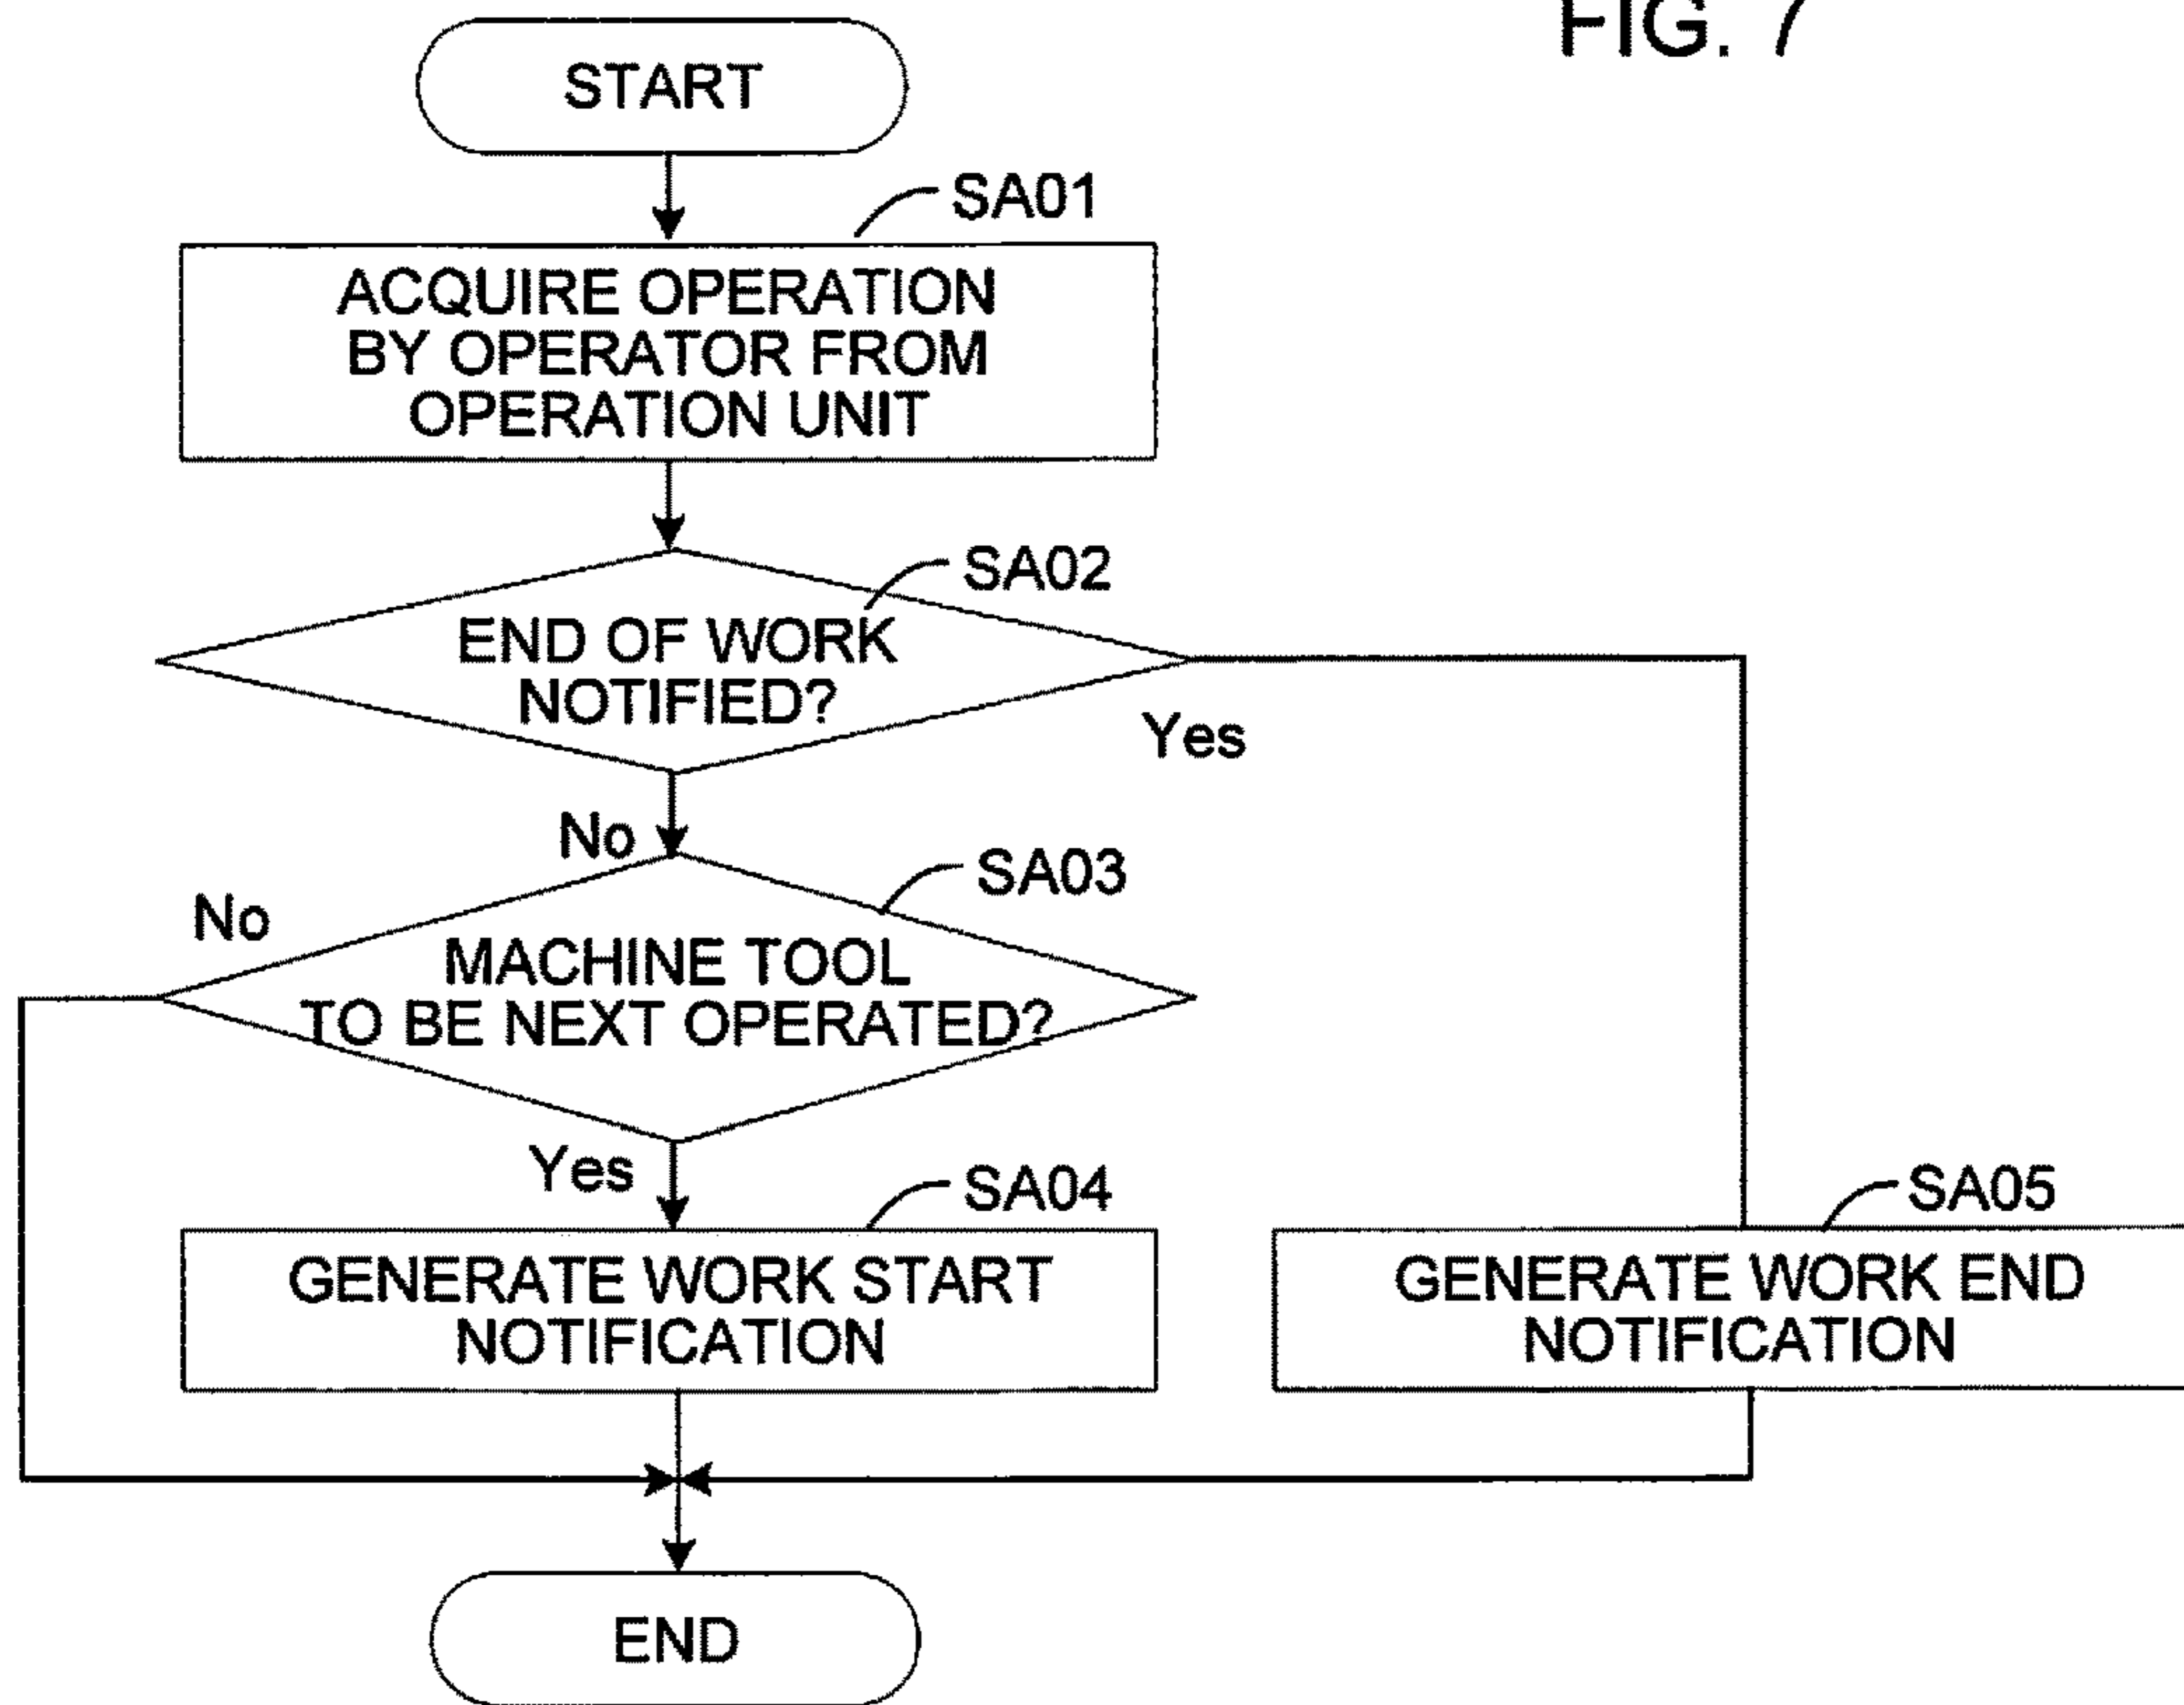 FIG. 7
START
SA01
ACQUIRE OPERATION
BY OPERATOR FROM
OPERATION UNIT
SA02
END OF WORK
NOTIFIED?
Yes
No
SA03
No
MACHINE TOOL
TO BE NEXT OPERATED?
Yes
SA04
GENERATE WORK START
NOTIFICATION
SA05
GENERATE WORK END
NOTIFICATION
END